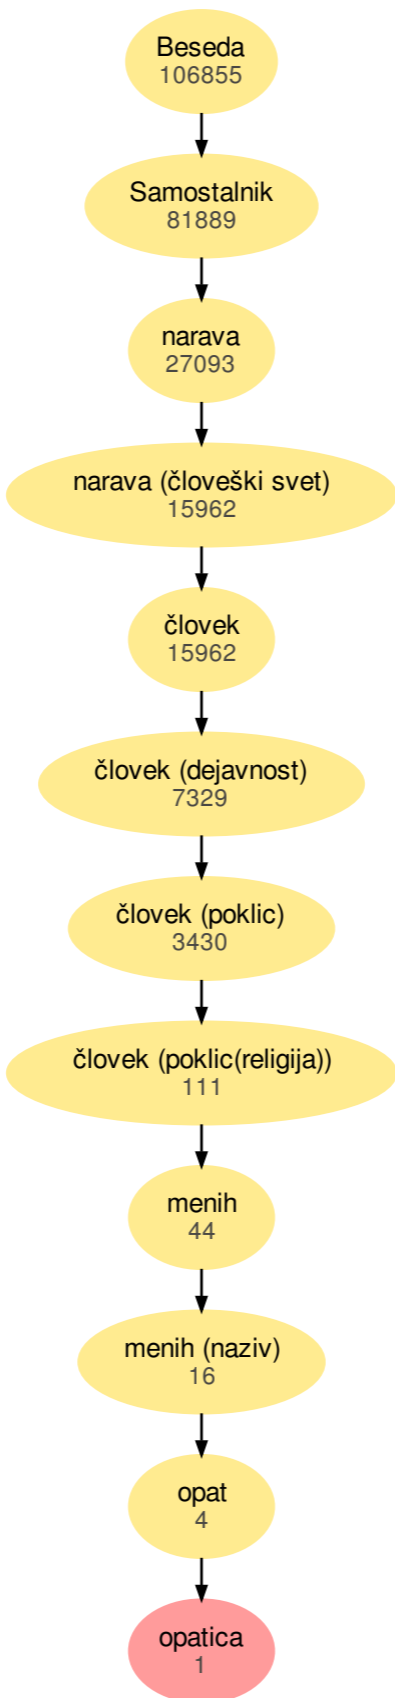 Beseda
106855
Samostalnik
81889
narava
27093
narava (človeški svet)
15962
človek
15962
človek (dejavnost)
7329
človek (poklic)
3430
človek (poklic(religija))
111
menih
44
menih (naziv)
16
opat
4
opatica
1